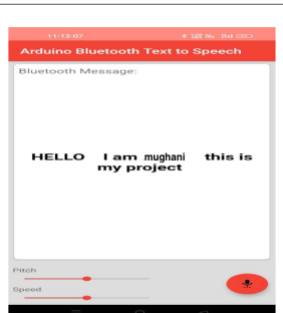 11:13:07
Arduino Bluetooth Text to Speech
Bluetooth Message:
HELLO I am mughani this is
my project
Pitch
Speed